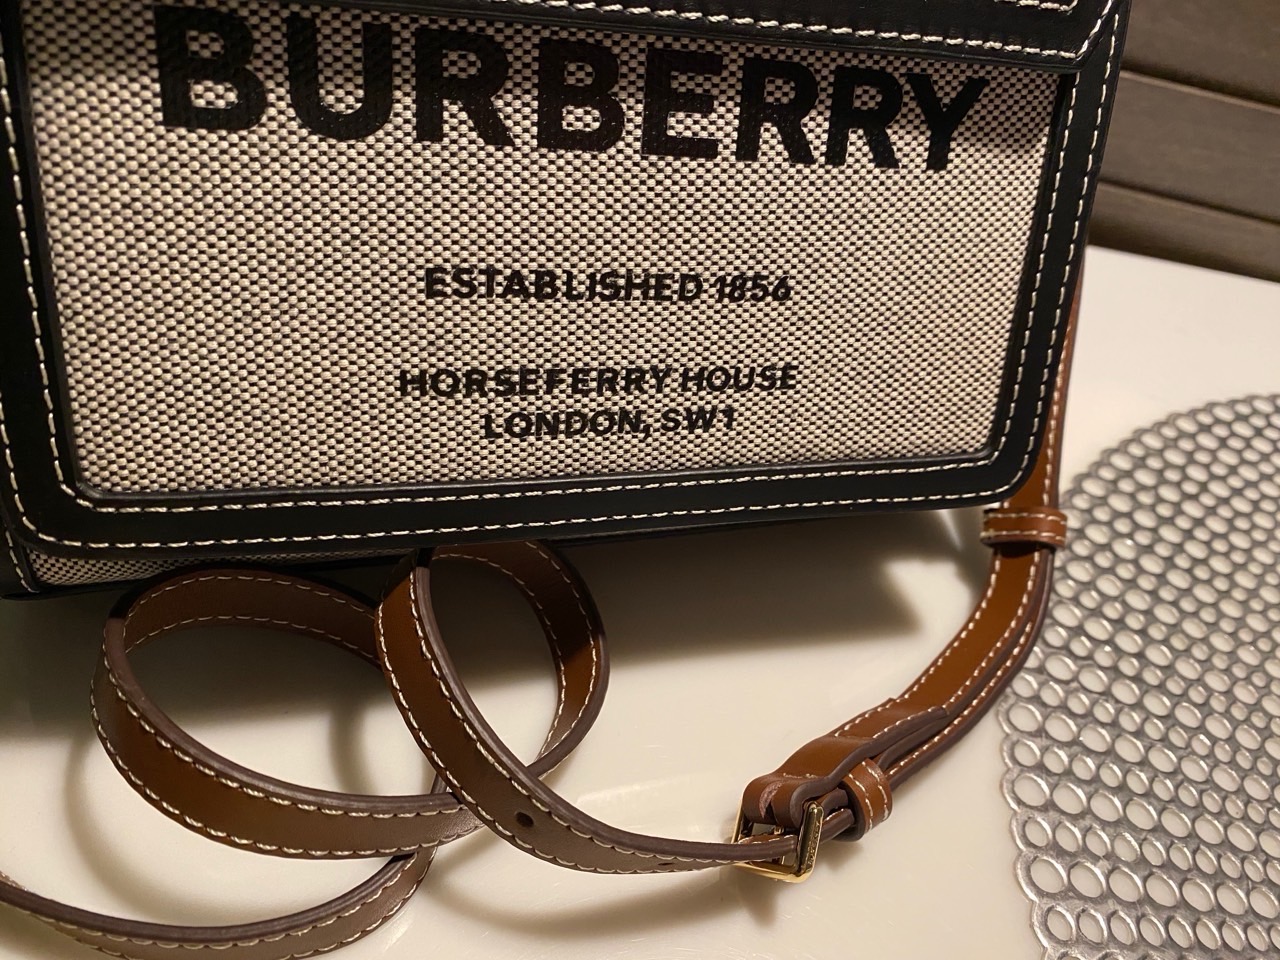 BURBERRY
ESTABLISHED 1856
HORSEFERRY HOUSE
LONDON, SW1